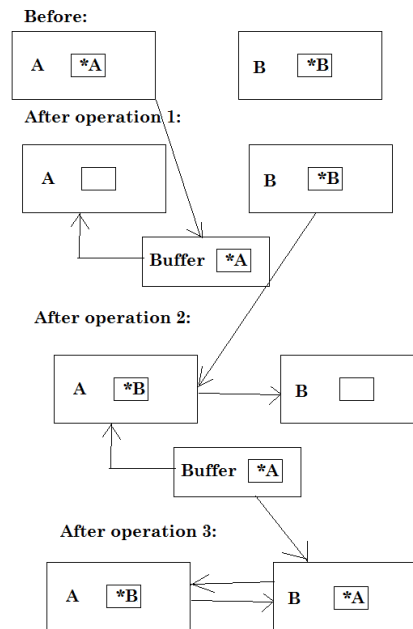 Before:
A *A B *B
After operation 1:
A B *B
Buffer *A
After operation 2:
A *B B
Buffer *A
After operation 3:
A *B B *A